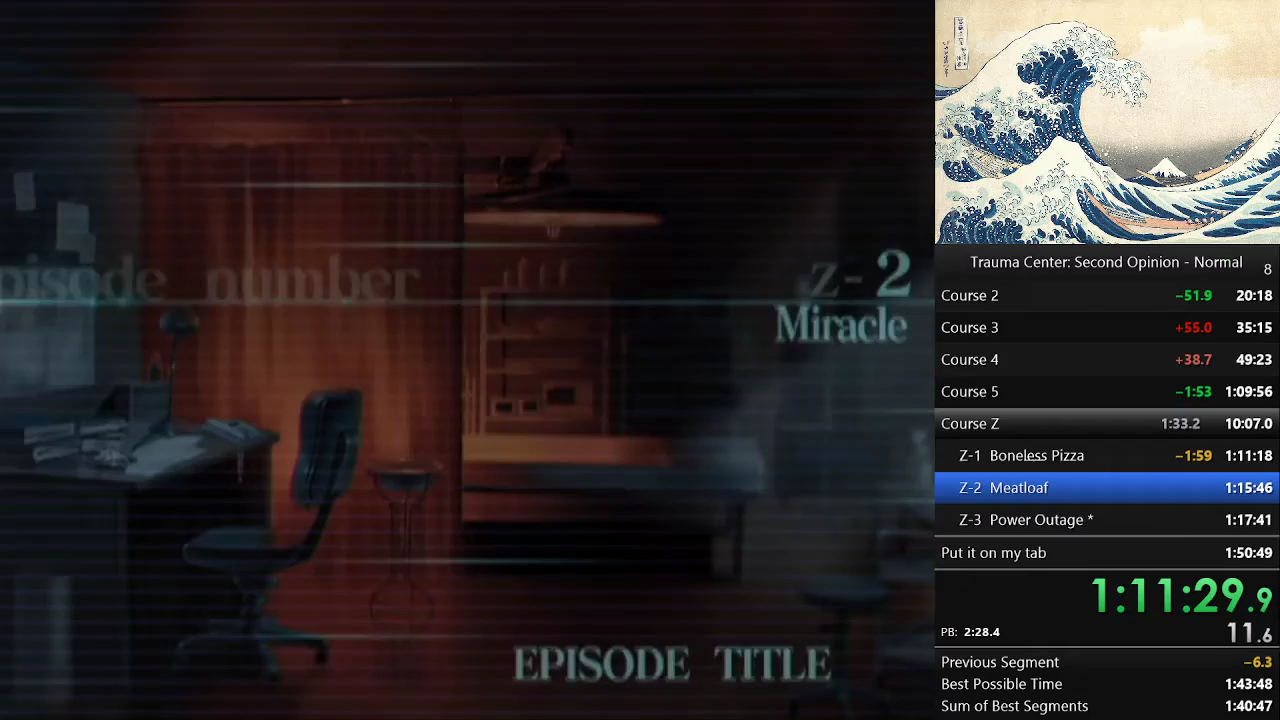 pisode number
z-2
Miracle
EPISODE TITLE
Trauma Center: Second Opinion - Normal
8
Course 2 -51.9 20:18
Course 3 +55.0 35:15
Course 4 +38.7 49:23
Course 5 -1:53 1:09:56
Course Z 1:33.2 10:07.0
Z-1 Boneless Pizza -1:59 1:11:18
Z-2 Meatloaf 1:15:46
Z-3 Power Outage * 1:17:41
Put it on my tab 1:50:49
1:11:29.9
PB: 2:28.4 11.6
Previous Segment -6.3
Best Possible Time 1:43:48
Sum of Best Segments 1:40:47